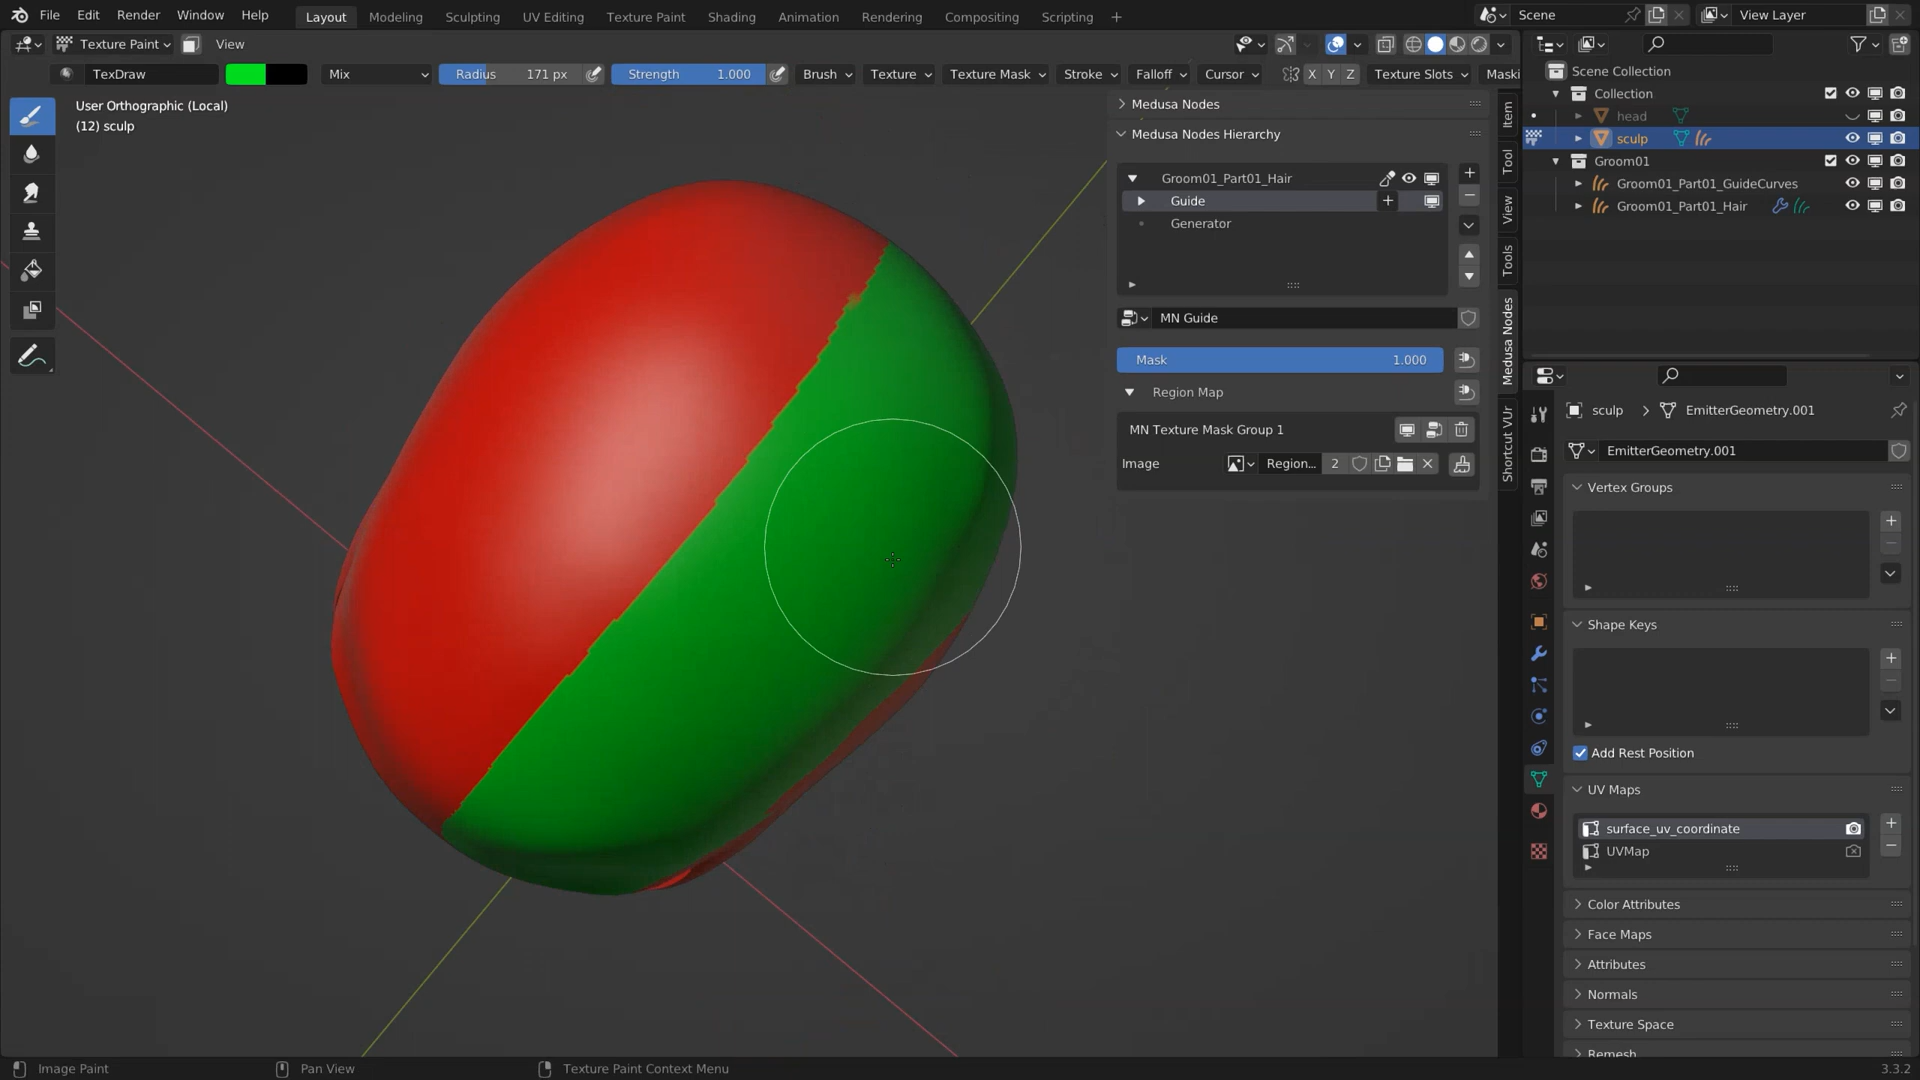 File Edit Render Window Help Layout Modeling Sculpting UV Editing Texture Paint Shading Animation Rendering Compositing Scripting + Scene View Layer
Texture Paint View
TexDraw Mix Radius 171 px Strength 1.000 Brush Texture Texture Mask Stroke Falloff Cursor X Y Z Texture Slots Maski
User Orthographic (Local)
(12) sculp
Medusa Nodes
Medusa Nodes Hierarchy
Groom01_Part01_Hair
Guide
Generator
MN Guide
Mask 1.000
Region Map
MN Texture Mask Group 1
Image Region... 2
Item
Tool
View
Tools
Medusa Nodes
Shortcut VUr
Scene Collection
Collection
head
sculp
Groom01
Groom01_Part01_GuideCurves
Groom01_Part01_Hair
sculp > EmitterGeometry.001
EmitterGeometry.001
Vertex Groups
Shape Keys
Add Rest Position
UV Maps
surface_uv_coordinate
UVMap
Color Attributes
Face Maps
Attributes
Normals
Texture Space
Remesh
Image Paint Pan View Texture Paint Context Menu 3.3.2